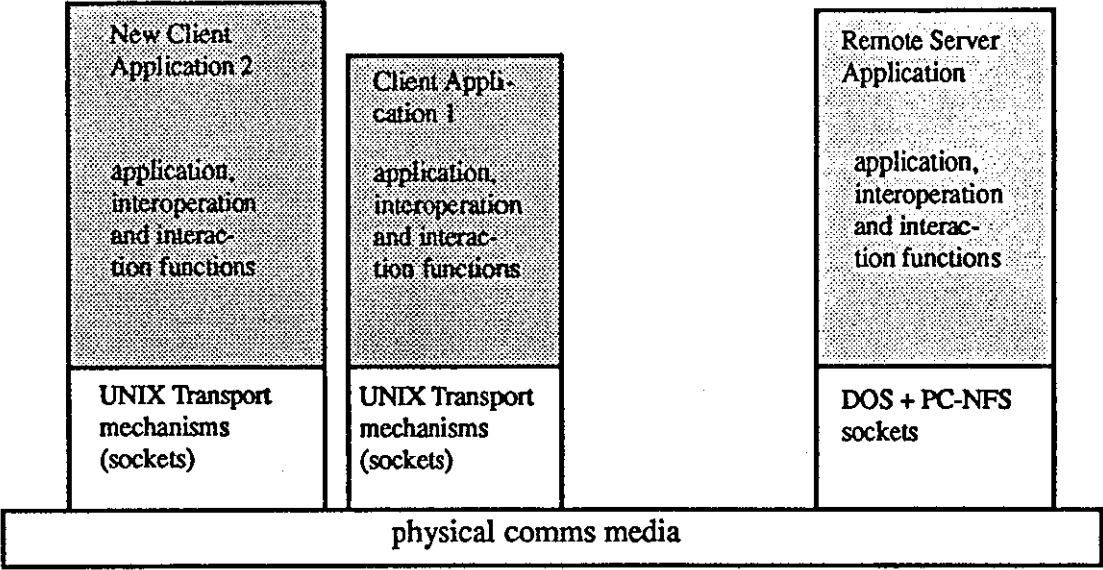 New Client
Application 2
application,
interoperation
and interac-
tion functions
UNIX Transport
mechanisms
(sockets)
Client Appli-
cation 1
application,
interoperation
and interac-
tion functions
UNIX Transport
mechanisms
(sockets)
Remote Server
Application
application,
interoperation
and interac-
tion functions
DOS + PC-NFS
sockets
physical comms media